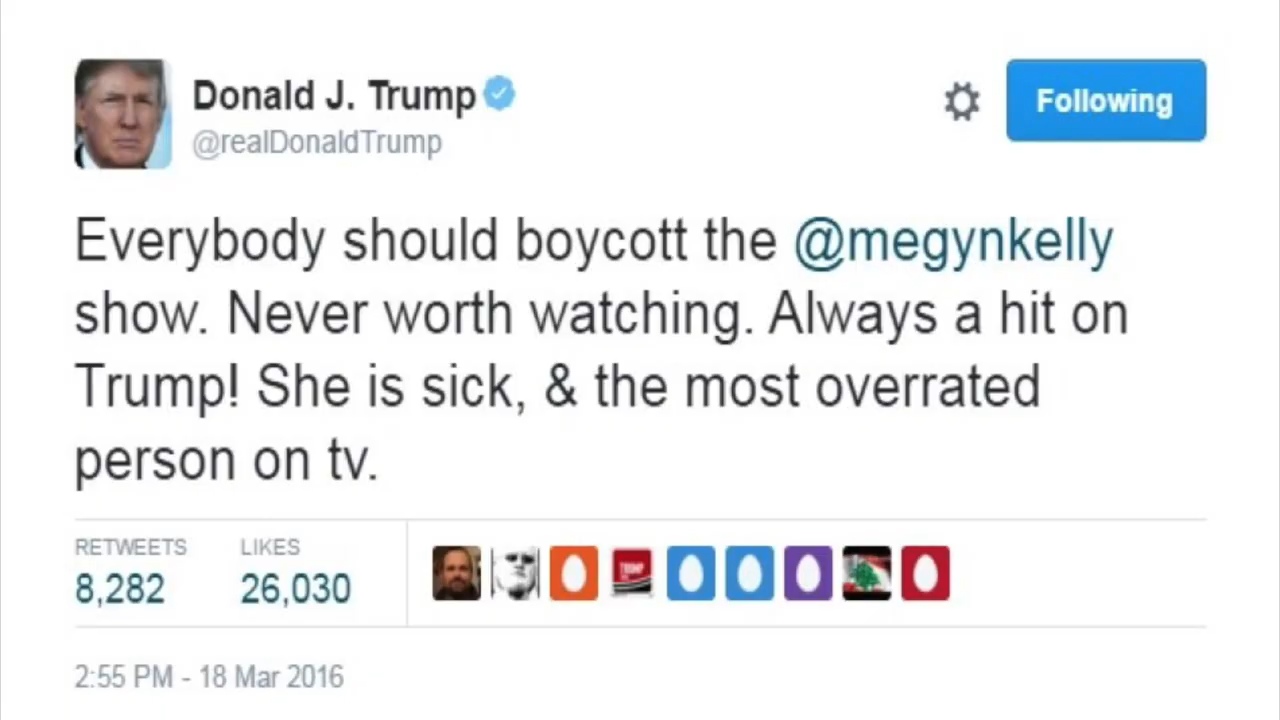 Donald J. Trump
@realDonaldTrump
Following
Everybody should boycott the @megynkelly
show. Never worth watching. Always a hit on
Trump! She is sick, & the most overrated
person on tv.
RETWEETS LIKES
8,282 26,030
TRUMP
2:55 PM - 18 Mar 2016